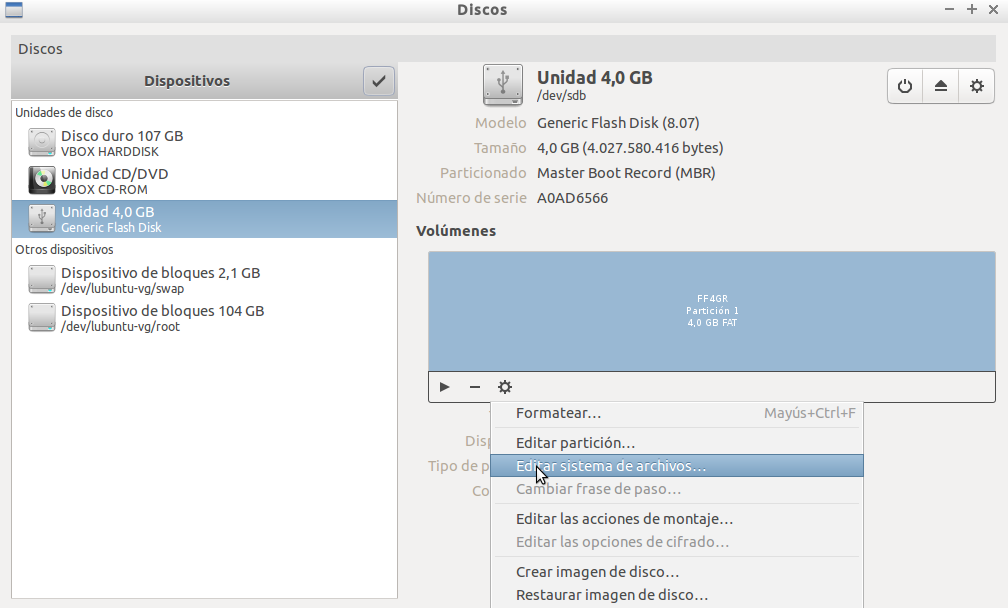 Discos
Discos
Dispositivos
Unidades de disco
Disco duro 107 GB
VBOX HARDDISK
Unidad CD/DVD
VBOX CD-ROM
Unidad 4,0 GB
Generic Flash Disk
Otros dispositivos
Dispositivo de bloques 2,1 GB
/dev/lubuntu-vg/swap
Dispositivo de bloques 104 GB
/dev/lubuntu-vg/root
Unidad 4,0 GB
/dev/sdb
Modelo Generic Flash Disk (8.07)
Tamaño 4,0 GB (4.027.580.416 bytes)
Particionado Master Boot Record (MBR)
Número de serie A0AD6566
Volúmenes
FF4GR
Partición 1
4,0 GB FAT
Formatear... Mayús+Ctrl+F
Editar partición...
Editar sistema de archivos...
Cambiar frase de paso...
Editar las acciones de montaje...
Editar las opciones de cifrado...
Crear imagen de disco...
Restaurar imagen de disco...
Disp
Tipo de p
Co